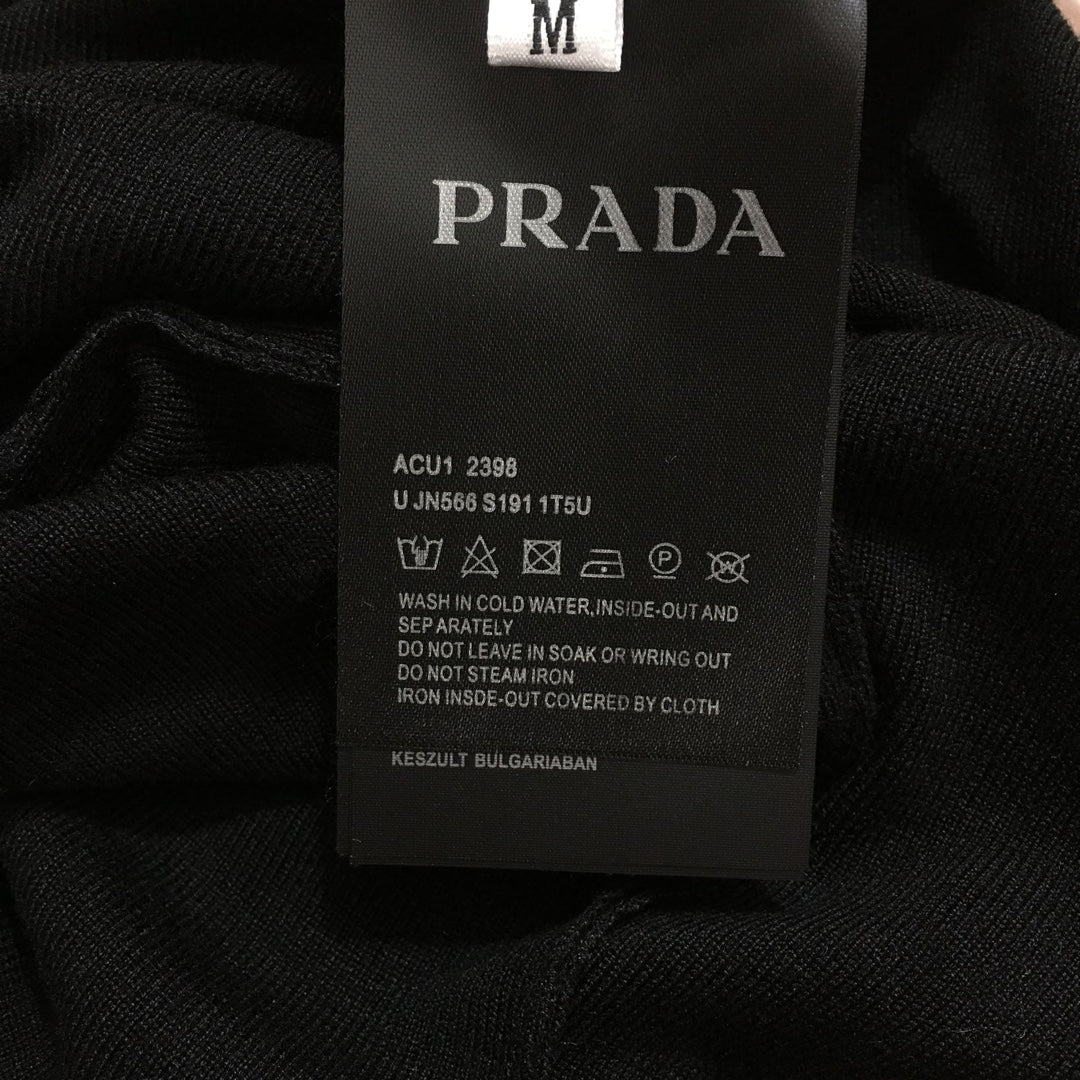 M
PRADA
ACU1 2398
U JN566 S191 1T5U
P
W
WASH IN COLD WATER,INSIDE-OUT AND
SEP ARATELY
DO NOT LEAVE IN SOAK OR WRING OUT
DO NOT STEAM IRON
IRON INSDE-OUT COVERED BY CLOTH
KESZULT BULGARIABAN